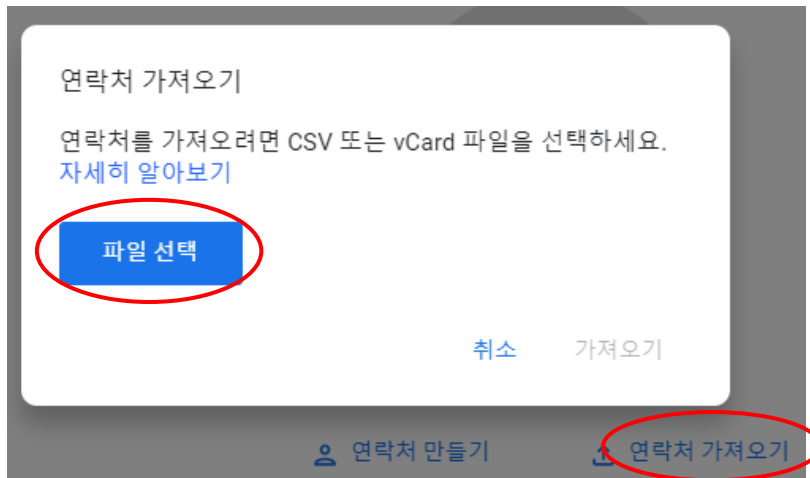 연락처 가져오기
연락처를 가져오려면 CSV 또는 vCard 파일을 선택하세요.
자세히 알아보기
파일 선택
취소 가져오기
연락처 만들기 연락처 가져오기